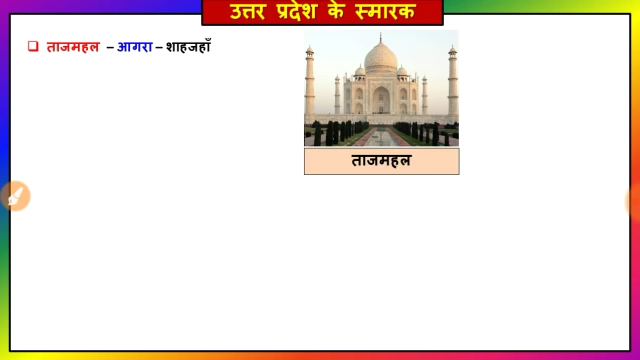 उत्तर प्रदेश के स्मारक
❑ ताजमहल – आगरा – शाहजहाँ
ताजमहल